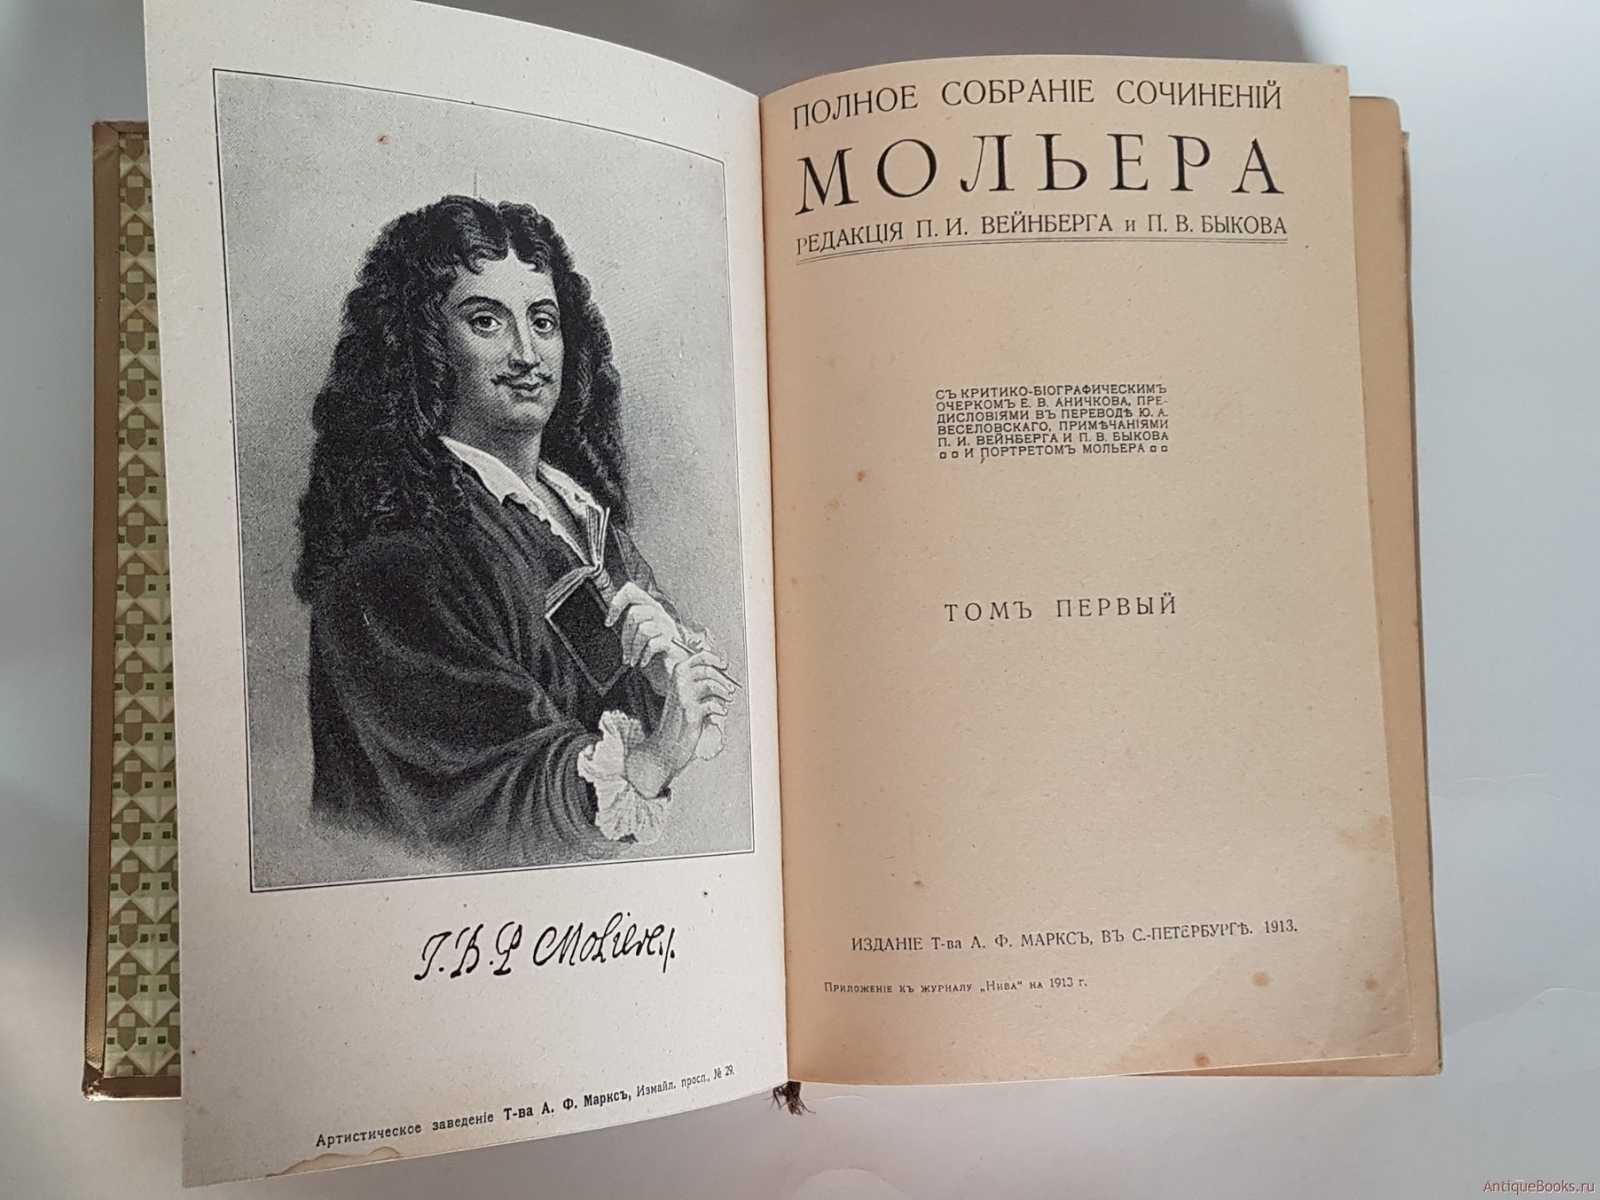 J. B. P Moliere
Артистическое заведеніе Т-ва А. Ф. Марксъ, Измайл. просп., № 29.
ПОЛНОЕ СОБРАНІЕ СОЧИНЕНІЙ
МОЛЬЕРА
РЕДАКЦІЯ П. И. ВЕЙНБЕРГА и П. В. БЫКОВА
СЪ КРИТИКО-БІОГРАФИЧЕСКИМЪ
ОЧЕРКОМЪ Е. В. АНИЧКОВА, ПРЕ-
ДИСЛОВІЯМИ ВЪ ПЕРЕВОДѢ Ю. А.
ВЕСЕЛОВСКАГО, ПРИМѢЧАНІЯМИ
П. И. ВЕЙНБЕРГА И П. В. БЫКОВА
И ПОРТРЕТОМЪ МОЛЬЕРА
ТОМЪ ПЕРВЫЙ
ИЗДАНІЕ Т-ва А. Ф. МАРКСЪ, ВЪ С.-ПЕТЕРБУРГѢ. 1913.
ПРИЛОЖЕНІЕ КЪ ЖУРНАЛУ „НИВА“ НА 1913 г.
AntiqueBooks.ru